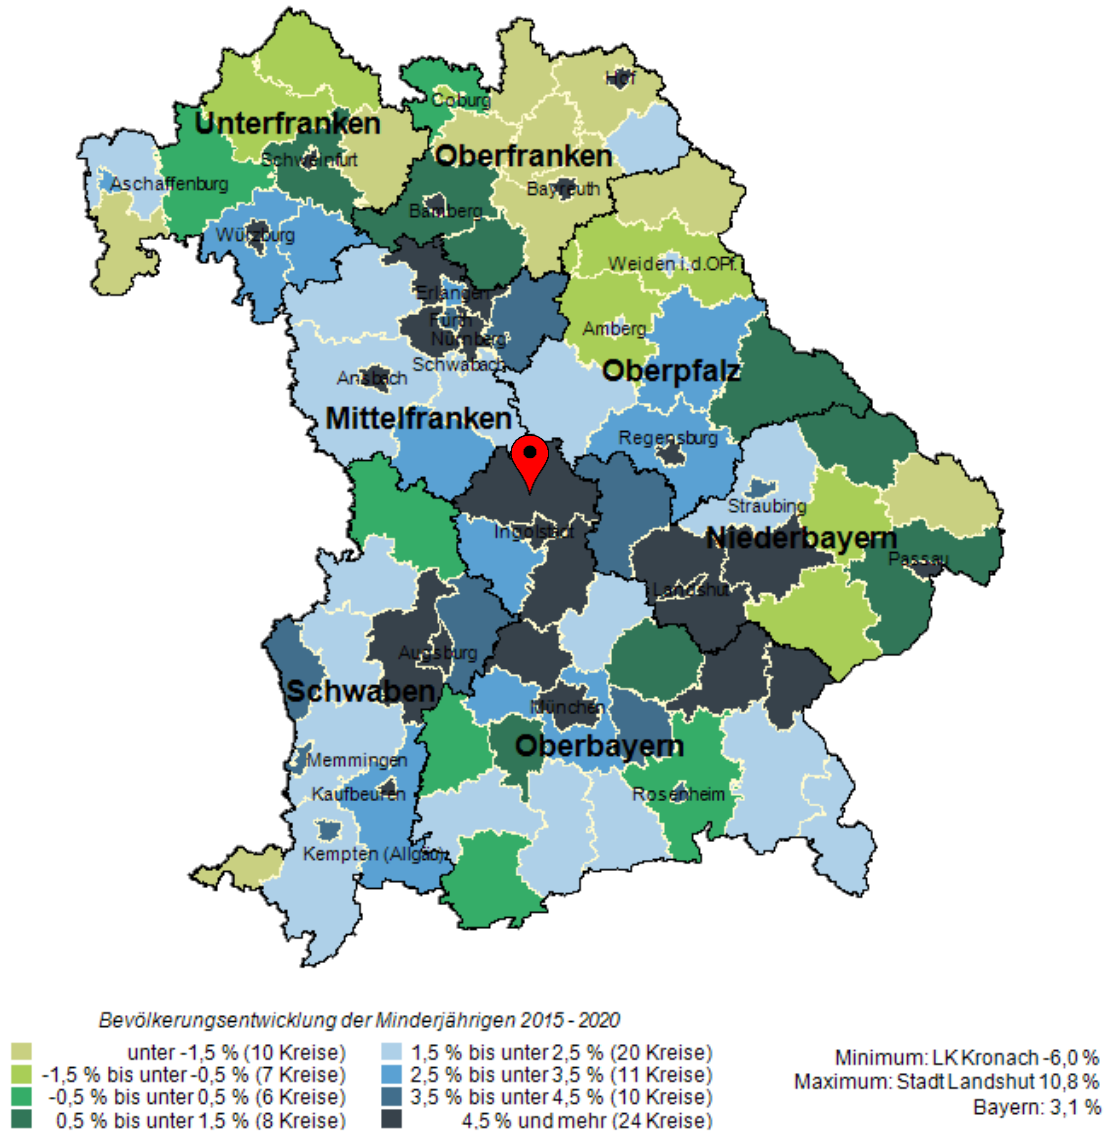 Hof
Coburg
Unterfranken
Oberfranken
Schweinfurt
Aschaffenburg
Bayreuth
Bamberg
Würzburg
Weiden i.d.OPf.
Erlangen
Fürth
Amberg
Nürnberg
Schwabach
Oberpfalz
Ansbach
Mittelfranken
Regensburg
Straubing
Ingolstadt
Niederbayern
Passau
Landshut
Augsburg
Schwaben
München
Oberbayern
Memmingen
Kaufbeuren
Rosenheim
Kempten (Allgäu)
Bevölkerungsentwicklung der Minderjährigen 2015 - 2020
unter -1,5 % (10 Kreise)
-1,5 % bis unter -0,5 % (7 Kreise)
-0,5 % bis unter 0,5 % (6 Kreise)
0,5 % bis unter 1,5 % (8 Kreise)
1,5 % bis unter 2,5 % (20 Kreise)
2,5 % bis unter 3,5 % (11 Kreise)
3,5 % bis unter 4,5 % (10 Kreise)
4,5 % und mehr (24 Kreise)
Minimum: LK Kronach -6,0 %
Maximum: Stadt Landshut 10,8 %
Bayern: 3,1 %